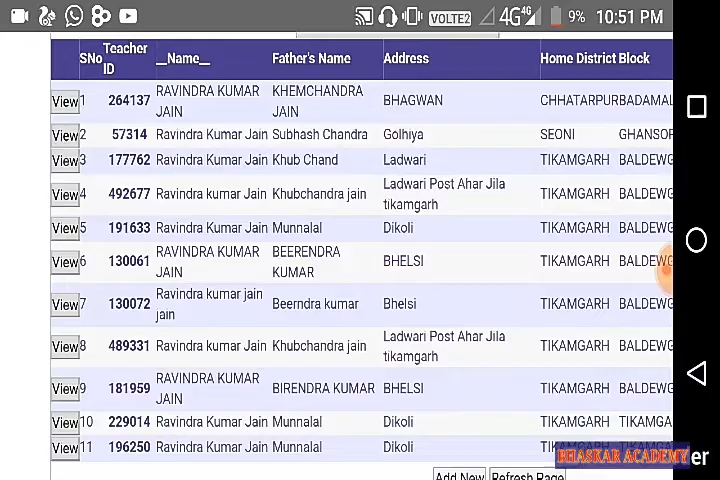 VOLTE2 4G 4G 9% 10:51 PM
SNo Teacher ID __Name__ Father's Name Address Home District Block
View 1 264137 RAVINDRA KUMAR JAIN KHEMCHANDRA JAIN BHAGWAN CHHATARPUR BADAMAL
View 2 57314 Ravindra Kumar Jain Subhash Chandra Golhiya SEONI GHANSOR
View 3 177762 Ravindra Kumar Jain Khub Chand Ladwari TIKAMGARH BALDEWG
View 4 492677 Ravindra kumar Jain Khubchandra jain Ladwari Post Ahar Jila tikamgarh TIKAMGARH BALDEWG
View 5 191633 Ravindra Kumar Jain Munnalal Dikoli TIKAMGARH BALDEWG
View 6 130061 RAVINDRA KUMAR JAIN BEERENDRA KUMAR BHELSI TIKAMGARH BALDEWG
View 7 130072 Ravindra kumar jain jain Beerndra kumar Bhelsi TIKAMGARH BALDEWG
View 8 489331 Ravindra kumar Jain Khubchandra jain Ladwari Post Ahar Jila tikamgarh TIKAMGARH BALDEWG
View 9 181959 RAVINDRA KUMAR JAIN BIRENDRA KUMAR BHELSI TIKAMGARH BALDEWG
View 10 229014 Ravindra Kumar Jain Munnalal Dikoli TIKAMGARH TIKAMGA
View 11 196250 Ravindra Kumar Jain Munnalal Dikoli TIKAMGARH TIKAMGA
BHASKAR ACADEMY er
Add New Refresh Page